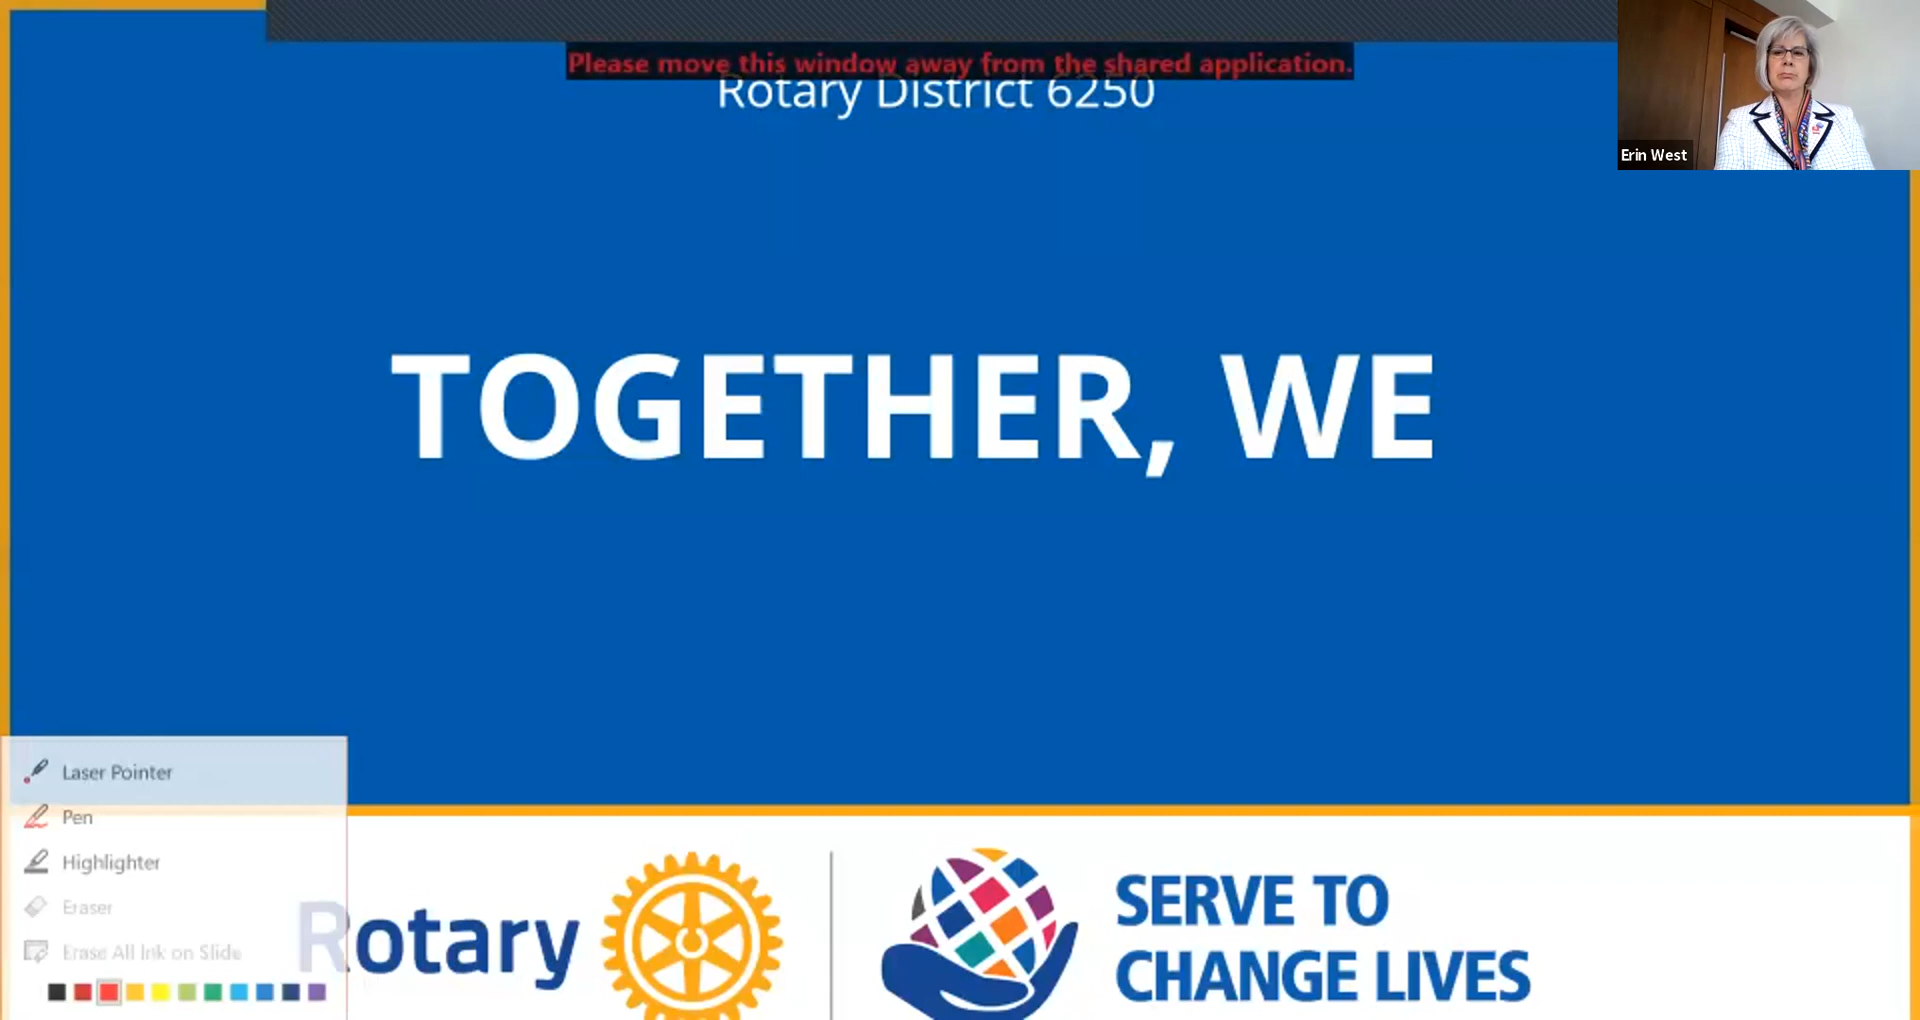 Please move this window away from the shared application.
Rotary District 6250
Erin West
TOGETHER, WE
Laser Pointer
Pen
Highlighter
Eraser
Erase All Ink on Slide
Rotary
SERVE TO
CHANGE LIVES